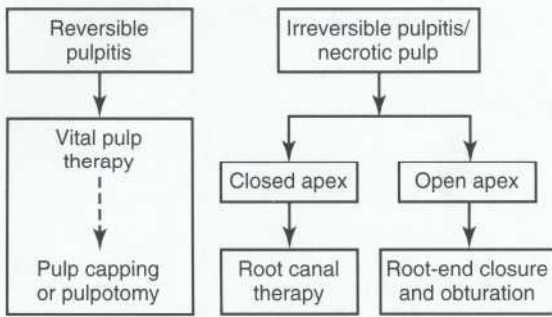 Reversible
pulpitis
Irreversible pulpitis/
necrotic pulp
Vital pulp
therapy
Pulp capping
or pulpotomy
Closed apex
Open apex
Root canal
therapy
Root-end closure
and obturation